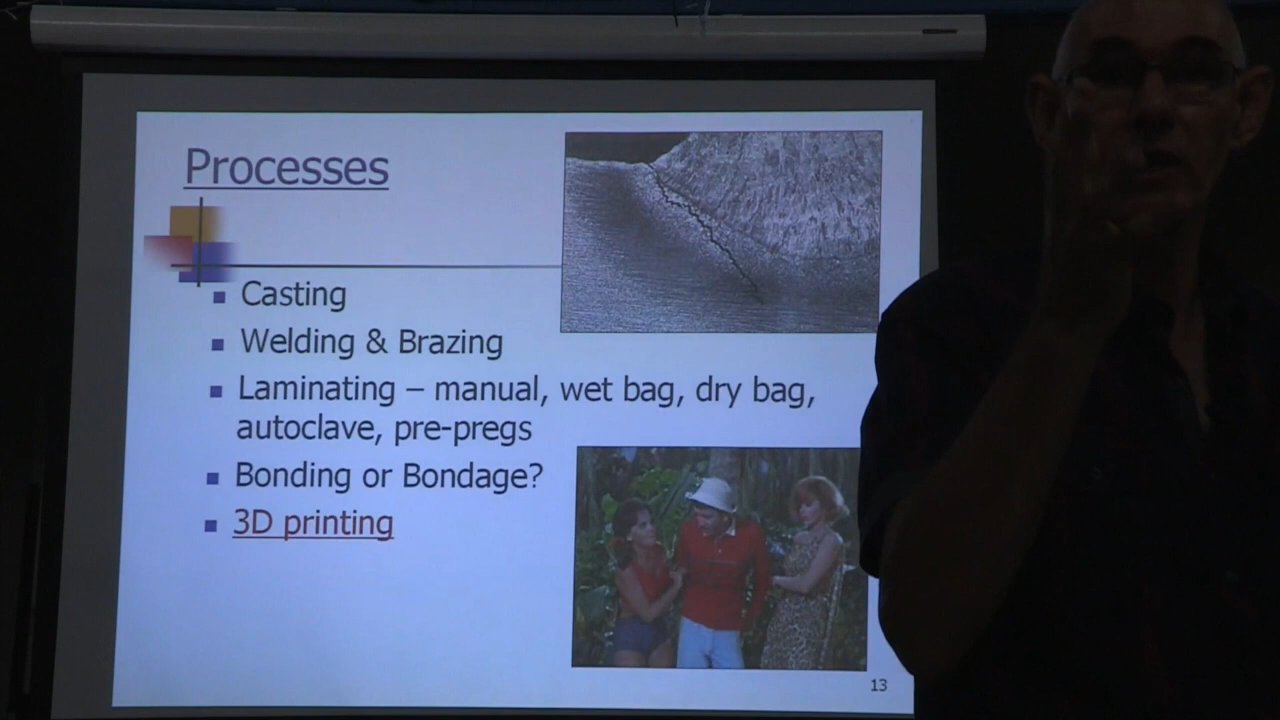 Processes
Casting
Welding & Brazing
Laminating – manual, wet bag, dry bag,
autoclave, pre-pregs
Bonding or Bondage?
3D printing
13